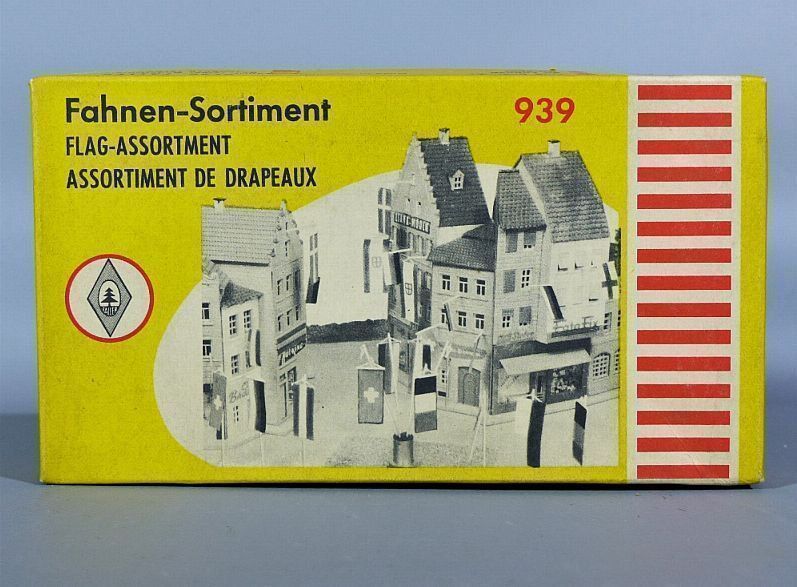 Fahnen-Sortiment
939
FLAG-ASSORTMENT
ASSORTIMENT DE DRAPEAUX